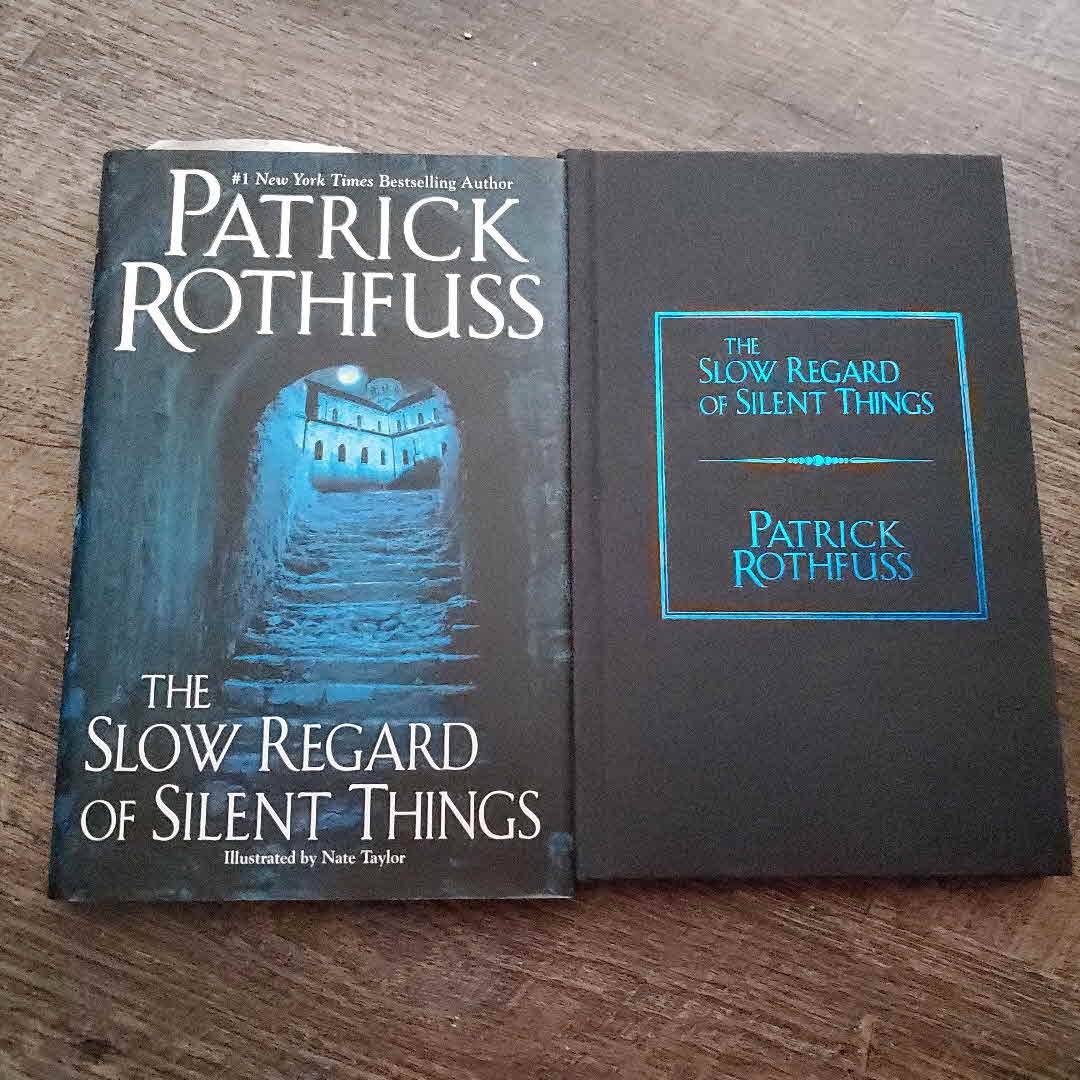 #1 New York Times Bestselling Author
PATRICK
ROTHFUSS
THE
SLOW REGARD
OF SILENT THINGS
Illustrated by Nate Taylor
THE
SLOW REGARD
OF SILENT THINGS
PATRICK
ROTHFUSS